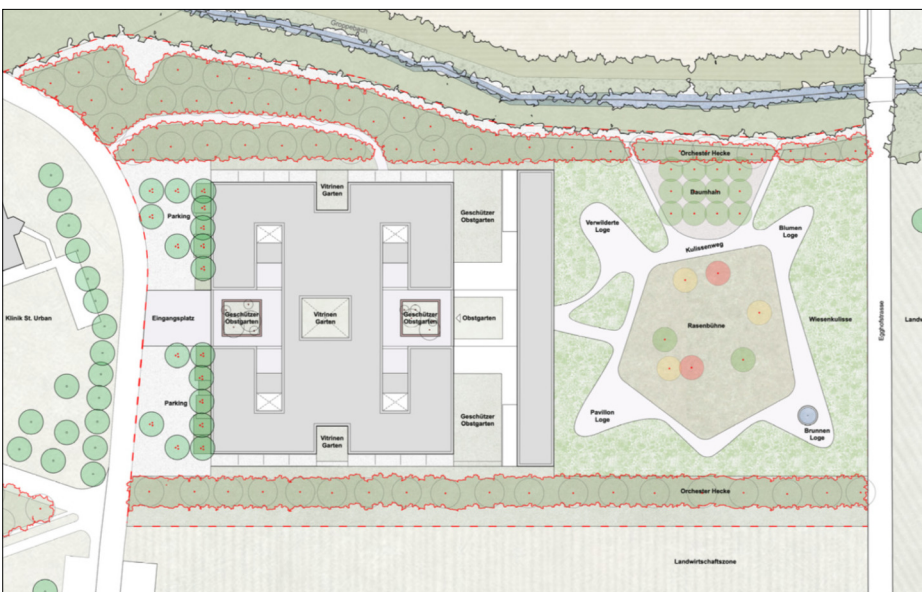 Orchester Hecke
Vitrinen
Garten
Baumhain
Parking
Geschützer
Obstgarten
Verwilderte
Loge
Blumen
Loge
Kulissenweg
Klinik St. Urban
Eingangsplatz
Geschützer
Obstgarten
Vitrinen
Garten
Geschützer
Obstgarten
Obstgarten
Rasenbühne
Wiesenkulisse
Egghofstrasse
Lande
Parking
Geschützer
Obstgarten
Pavillon
Loge
Brunnen
Loge
Vitrinen
Garten
Orchester Hecke
Landwirtschaftszone